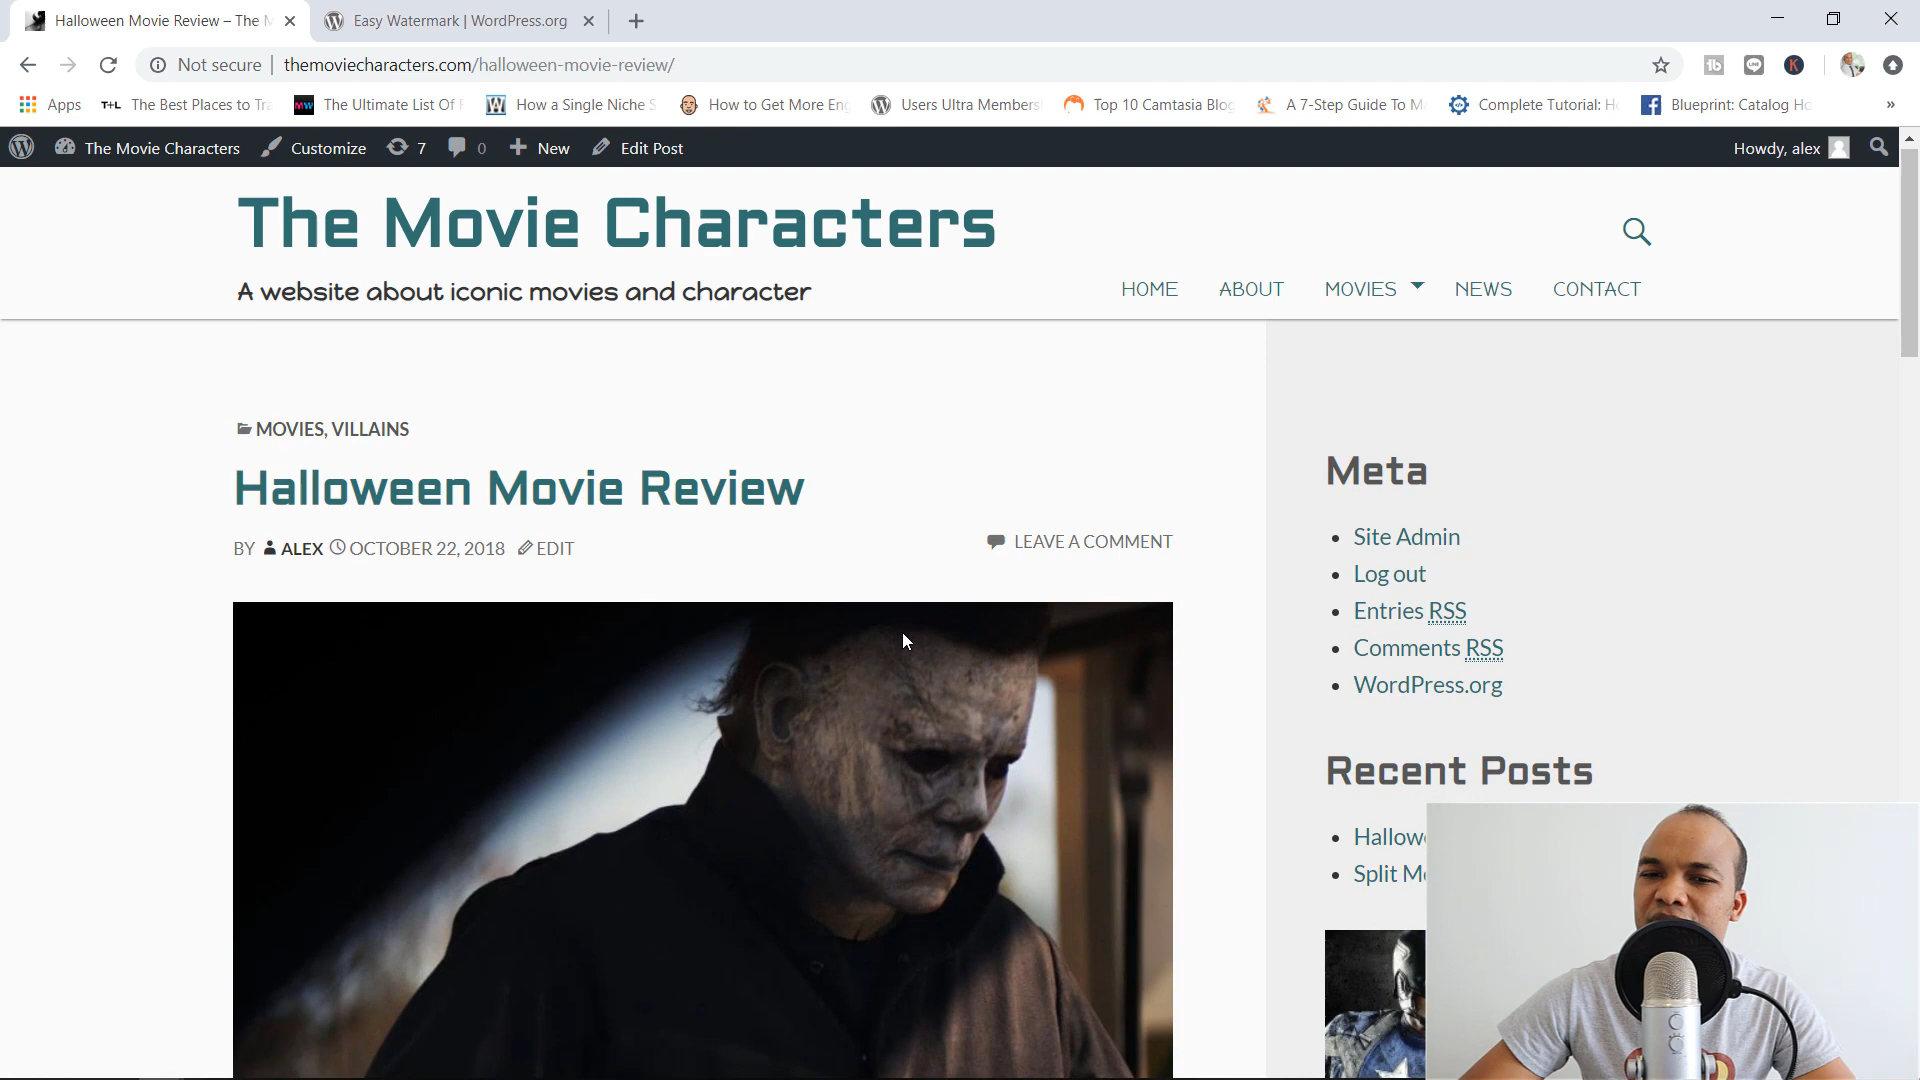 Halloween Movie Review – The M
Easy Watermark | WordPress.org
Not secure
themoviecharacters.com/halloween-movie-review/
Apps
T+L The Best Places to Tra
MW The Ultimate List Of
How a Single Niche S
How to Get More En
Users Ultra Members
Top 10 Camtasia Blog
A 7-Step Guide To M
Complete Tutorial: Ho
Blueprint: Catalog Ho
»
The Movie Characters
Customize
7
0
New
Edit Post
Howdy, alex
The Movie Characters
A website about iconic movies and character
HOME ABOUT MOVIES NEWS CONTACT
MOVIES, VILLAINS
Halloween Movie Review
BY ALEX OCTOBER 22, 2018 EDIT
LEAVE A COMMENT
Meta
Site Admin
Log out
Entries RSS
Comments RSS
WordPress.org
Recent Posts
Hallow
Split M